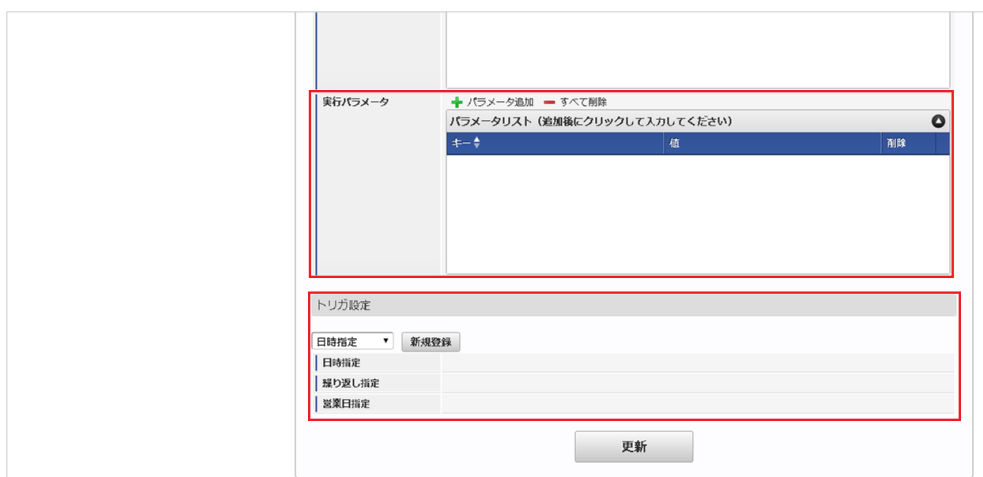 実行パラメータ
パラメータ追加 すべて削除
パラメータリスト（追加後にクリックして入力してください）
キー 値 削除
トリガ設定
日時指定 新規登録
日時指定
繰り返し指定
営業日指定
更新